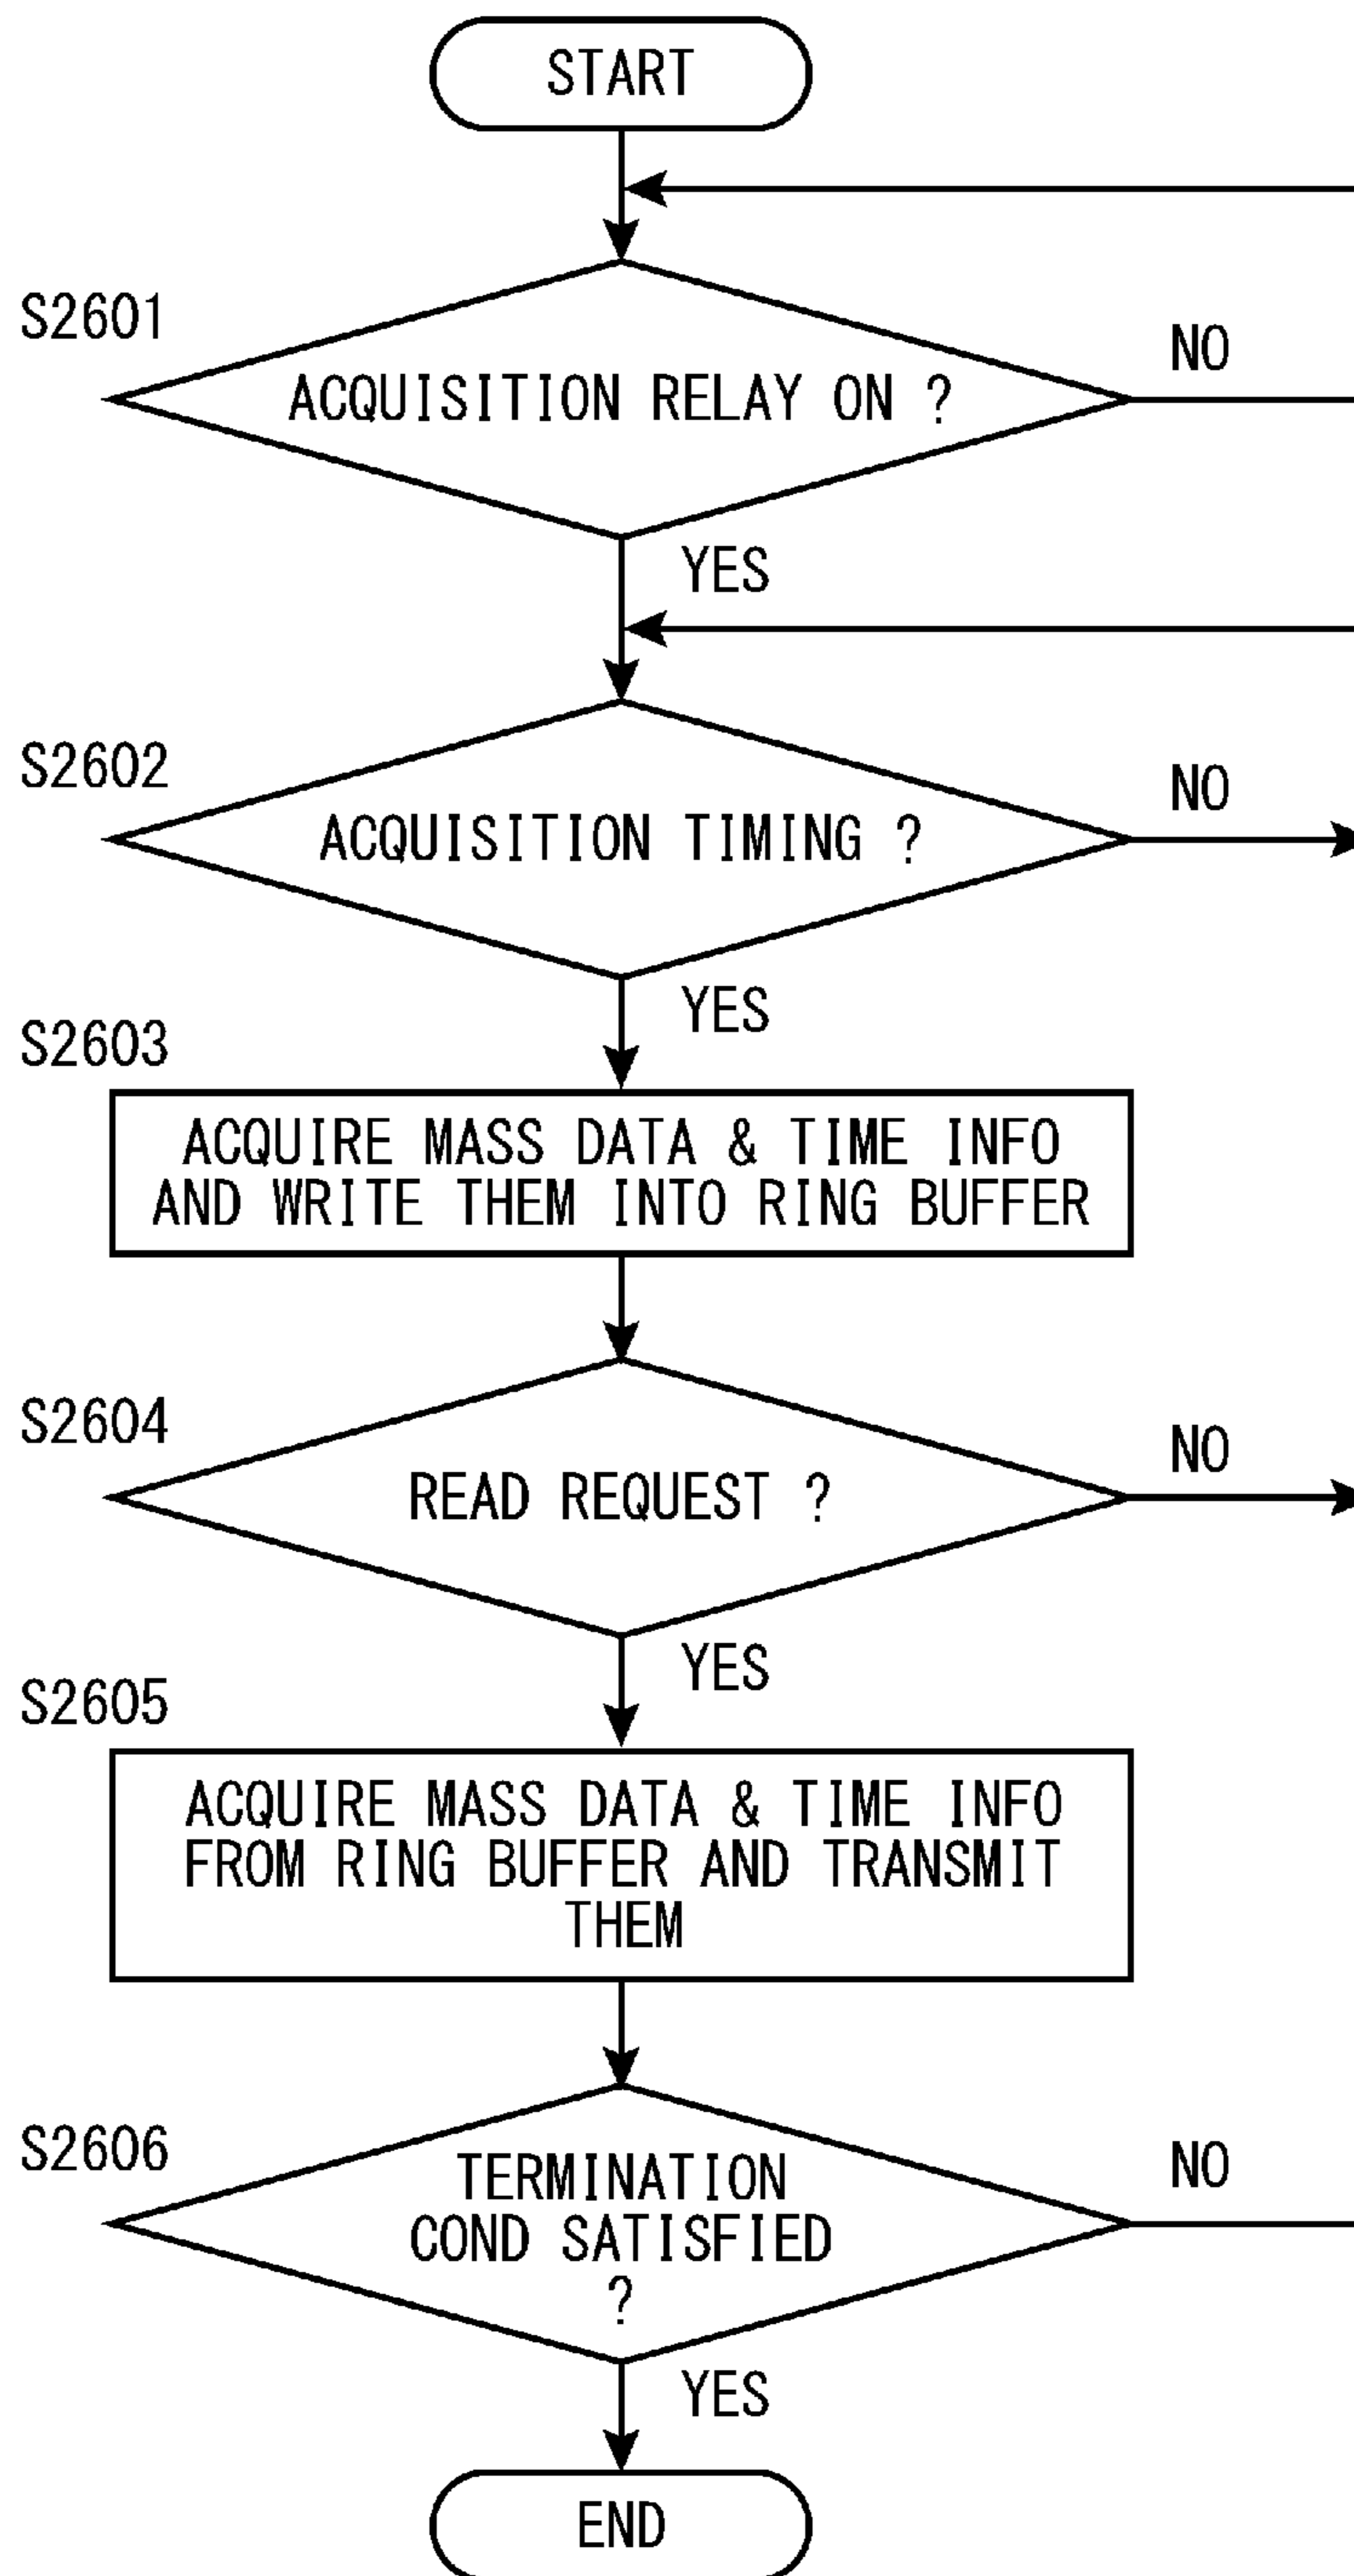 START
S2601
ACQUISITION RELAY ON ?
NO
YES
S2602
ACQUISITION TIMING ?
NO
YES
S2603
ACQUIRE MASS DATA & TIME INFO
AND WRITE THEM INTO RING BUFFER
S2604
READ REQUEST ?
NO
YES
S2605
ACQUIRE MASS DATA & TIME INFO
FROM RING BUFFER AND TRANSMIT
THEM
S2606
TERMINATION
COND SATISFIED
?
NO
YES
END